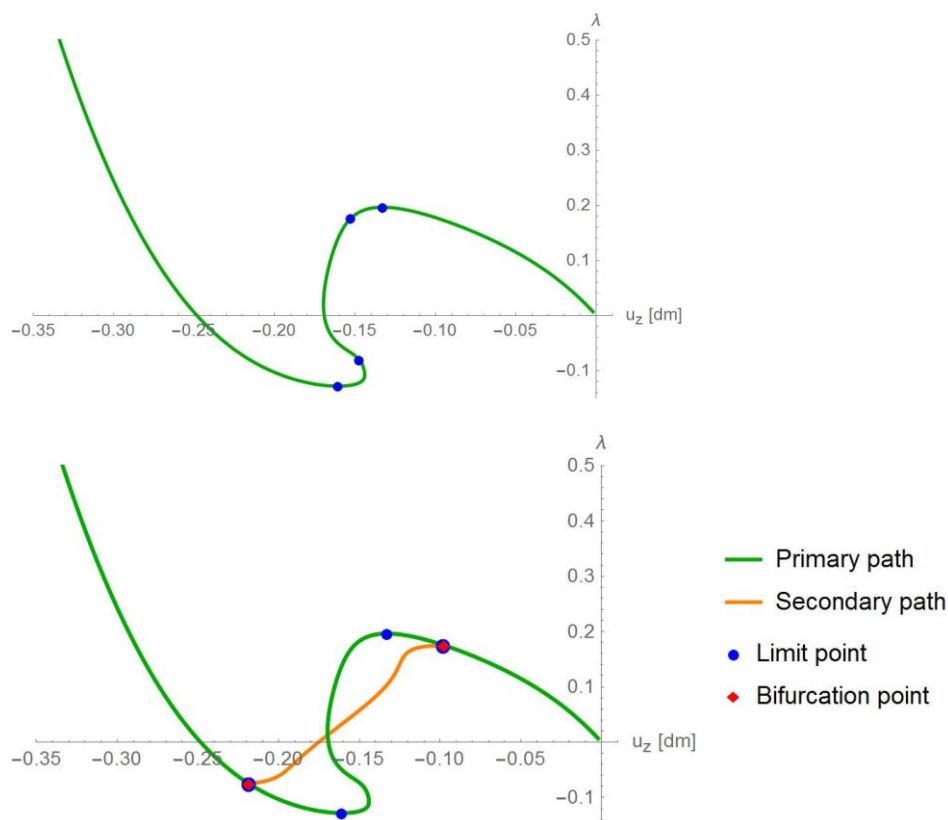 λ
0.5
0.4
0.3
0.2
0.1
−0.35 −0.30 −0.25 −0.20 −0.15 −0.10 −0.05 u_z [dm]
−0.1
λ
0.5
0.4
0.3
0.2
0.1
−0.35 −0.30 −0.25 −0.20 −0.15 −0.10 −0.05 u_z [dm]
−0.1
Primary path
Secondary path
Limit point
Bifurcation point